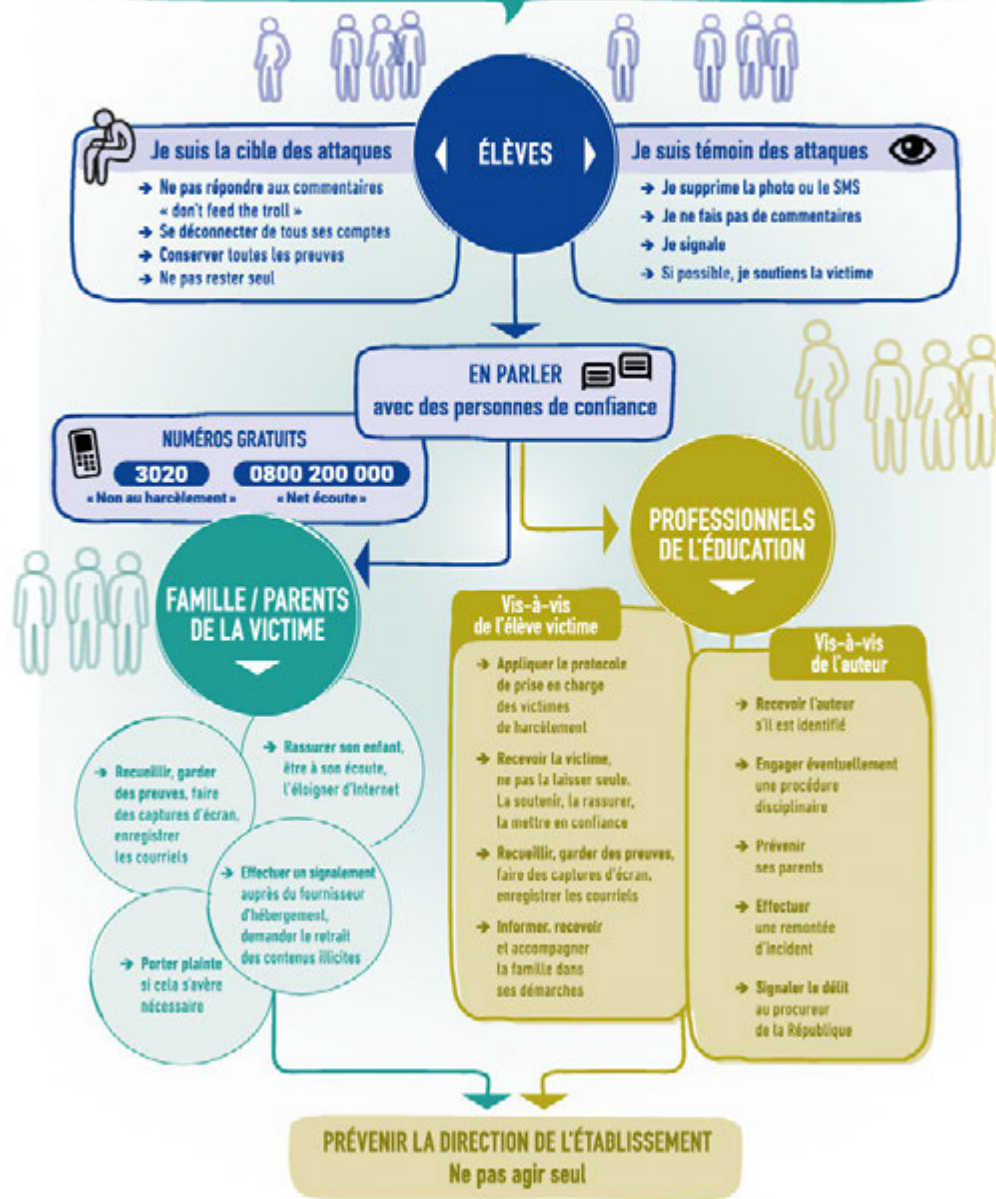 ÉLÈVES
Je suis la cible des attaques
→ Ne pas répondre aux commentaires
« don't feed the troll »
→ Se déconnecter de tous ses comptes
→ Conserver toutes les preuves
→ Ne pas rester seul
Je suis témoin des attaques
→ Je supprime la photo ou le SMS
→ Je ne fais pas de commentaires
→ Je signale
→ Si possible, je soutiens la victime
EN PARLER
avec des personnes de confiance
NUMÉROS GRATUITS
3020 0800 200 000
« Non au harcèlement » « Net écoute »
FAMILLE / PARENTS
DE LA VICTIME
→ Rassurer son enfant,
être à son écoute,
l'éloigner d'Internet
→ Recueillir, garder
des preuves, faire
des captures d'écran,
enregistrer
les courriels
→ Effectuer un signalement
auprès du fournisseur
d'hébergement,
demander le retrait
des contenus illicites
→ Porter plainte
si cela s'avère
nécessaire
PROFESSIONNELS
DE L'ÉDUCATION
Vis-à-vis
de l'élève victime
→ Appliquer le protocole
de prise en charge
des victimes
de harcèlement
→ Recevoir la victime,
ne pas la laisser seule.
La soutenir, la rassurer,
la mettre en confiance
→ Recueillir, garder des preuves,
faire des captures d'écran,
enregistrer les courriels
→ Informer, recevoir
et accompagner
la famille dans
ses démarches
Vis-à-vis
de l'auteur
→ Recevoir l'auteur
s'il est identifié
→ Engager éventuellement
une procédure
disciplinaire
→ Prévenir
ses parents
→ Effectuer
une remontée
d'incident
→ Signaler le délit
au procureur
de la République
PRÉVENIR LA DIRECTION DE L'ÉTABLISSEMENT
Ne pas agir seul